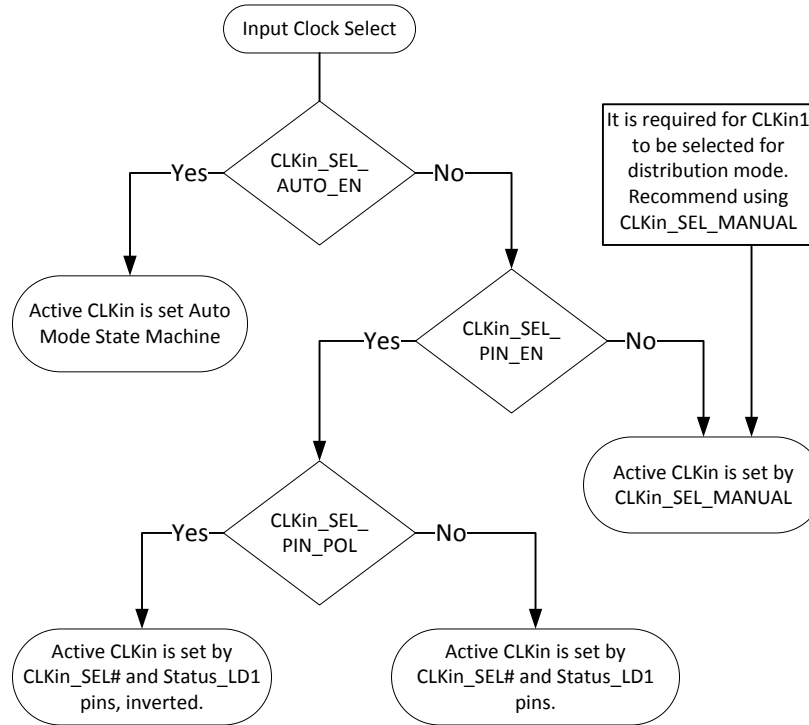 Input Clock Select
It is required for CLKin1
to be selected for
distribution mode.
Recommend using
CLKin_SEL_MANUAL
CLKin_SEL_
AUTO_EN
Yes
No
Active CLKin is set Auto
Mode State Machine
CLKin_SEL_
PIN_EN
Yes
No
Active CLKin is set by
CLKin_SEL_MANUAL
CLKin_SEL_
PIN_POL
Yes
No
Active CLKin is set by
CLKin_SEL# and Status_LD1
pins, inverted.
Active CLKin is set by
CLKin_SEL# and Status_LD1
pins.